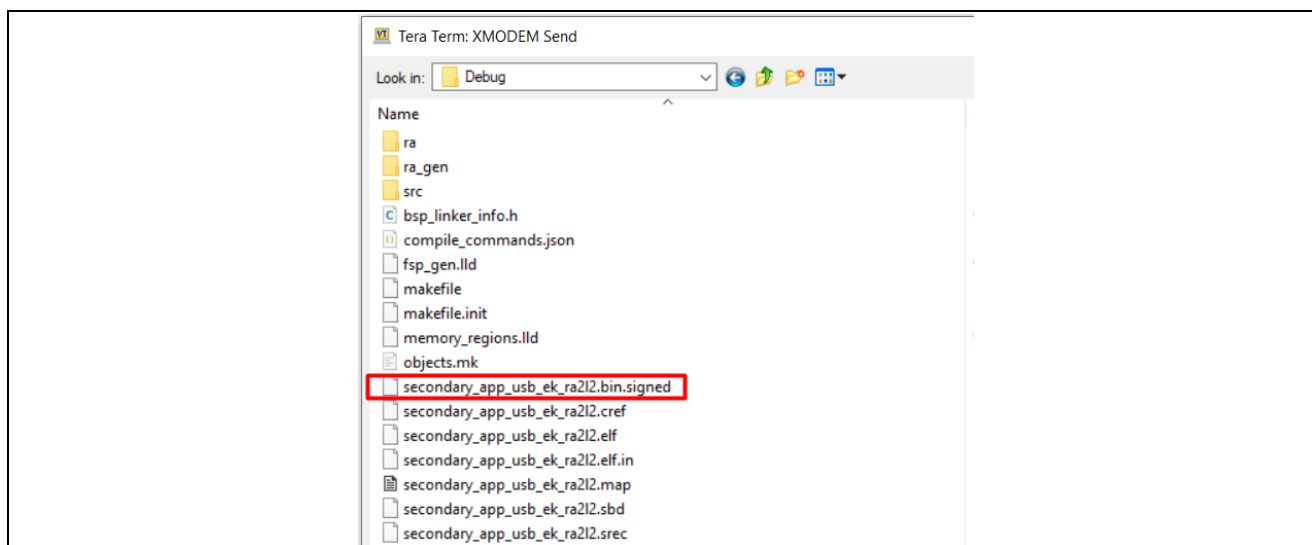 Tera Term: XMODEM Send
Look in: Debug
Name
ra
ra_gen
src
bsp_linker_info.h
compile_commands.json
fsp_gen.lld
makefile
makefile.init
memory_regions.lld
objects.mk
secondary_app_usb_ek_ra2l2.bin.signed
secondary_app_usb_ek_ra2l2.cref
secondary_app_usb_ek_ra2l2.elf
secondary_app_usb_ek_ra2l2.elf.in
secondary_app_usb_ek_ra2l2.map
secondary_app_usb_ek_ra2l2.sbd
secondary_app_usb_ek_ra2l2.srec